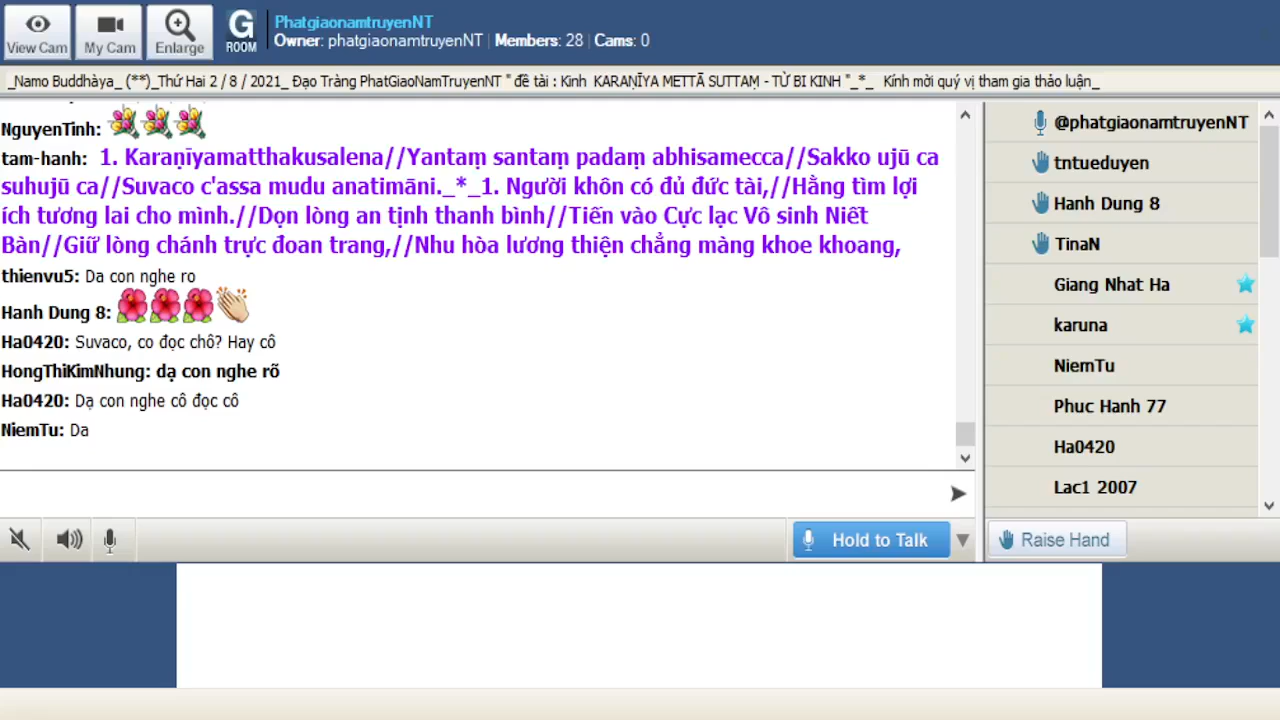 View Cam
My Cam
Enlarge
G
ROOM
PhatgiaonamtruyenNT
Owner: phatgiaonamtruyenNT | Members: 28 | Cams: 0
_Namo Buddhàya_ (**)_Thứ Hai 2 / 8 / 2021_ Đạo Tràng PhatGiaoNamTruyenNT " đề tài : Kinh KARAṆĪYA METTĀ SUTTAṂ - TỪ BI KINH "_*_ Kính mời quý vị tham gia thảo luận_
NguyenTinh:
tam-hanh: 1. Karaṇīyamatthakusalena//Yantaṃ santaṃ padaṃ abhisamecca//Sakko ujū ca
suhujū ca//Suvaco c'assa mudu anatimāni._*_1. Người khôn có đủ đức tài,//Hằng tìm lợi
ích tương lai cho mình.//Dọn lòng an tịnh thanh bình//Tiến vào Cực lạc Vô sinh Niết
Bàn//Giữ lòng chánh trực đoan trang,//Nhu hòa lương thiện chẳng màng khoe khoang,
thienvu5: Da con nghe ro
Hanh Dung 8:
Ha0420: Suvaco, co đọc chô? Hay cô
HongThiKimNhung: dạ con nghe rõ
Ha0420: Dạ con nghe cô đọc cô
NiemTu: Da
Hold to Talk
@phatgiaonamtruyenNT
tntueduyen
Hanh Dung 8
TinaN
Giang Nhat Ha
karuna
NiemTu
Phuc Hanh 77
Ha0420
Lac1 2007
Raise Hand